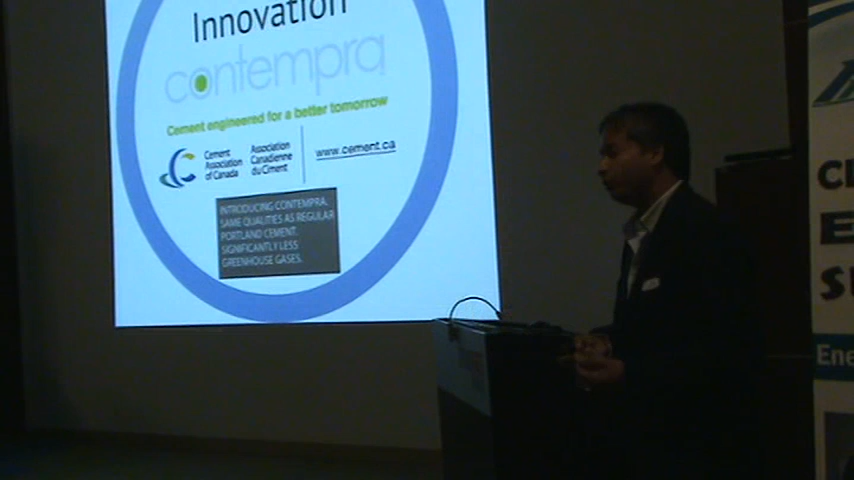 Innovation
contempra
Cement engineered for a better tomorrow
Cement
Association
of Canada
Association
Canadienne
du Ciment
www.cement.ca
INTRODUCING CONTEMPRA.
SAME QUALITIES AS REGULAR
PORTLAND CEMENT.
SIGNIFICANTLY LESS
GREENHOUSE GASES.
Ene